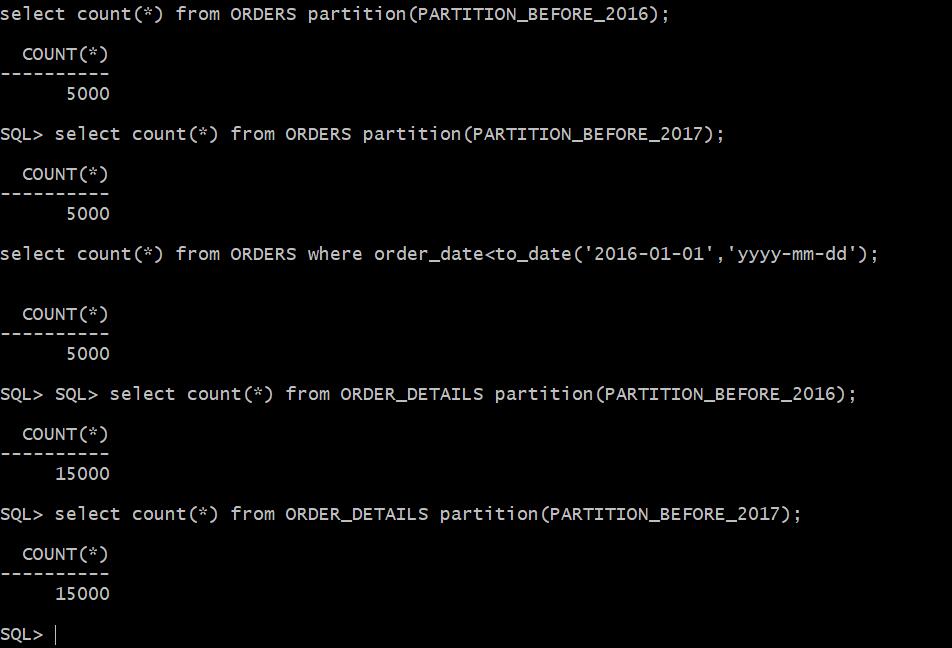 select count(*) from ORDERS partition(PARTITION_BEFORE_2016);
COUNT(*)
----------
5000
SQL> select count(*) from ORDERS partition(PARTITION_BEFORE_2017);
COUNT(*)
----------
5000
select count(*) from ORDERS where order_date<to_date('2016-01-01','yyyy-mm-dd');
COUNT(*)
----------
5000
SQL> SQL> select count(*) from ORDER_DETAILS partition(PARTITION_BEFORE_2016);
COUNT(*)
----------
15000
SQL> select count(*) from ORDER_DETAILS partition(PARTITION_BEFORE_2017);
COUNT(*)
----------
15000
SQL>